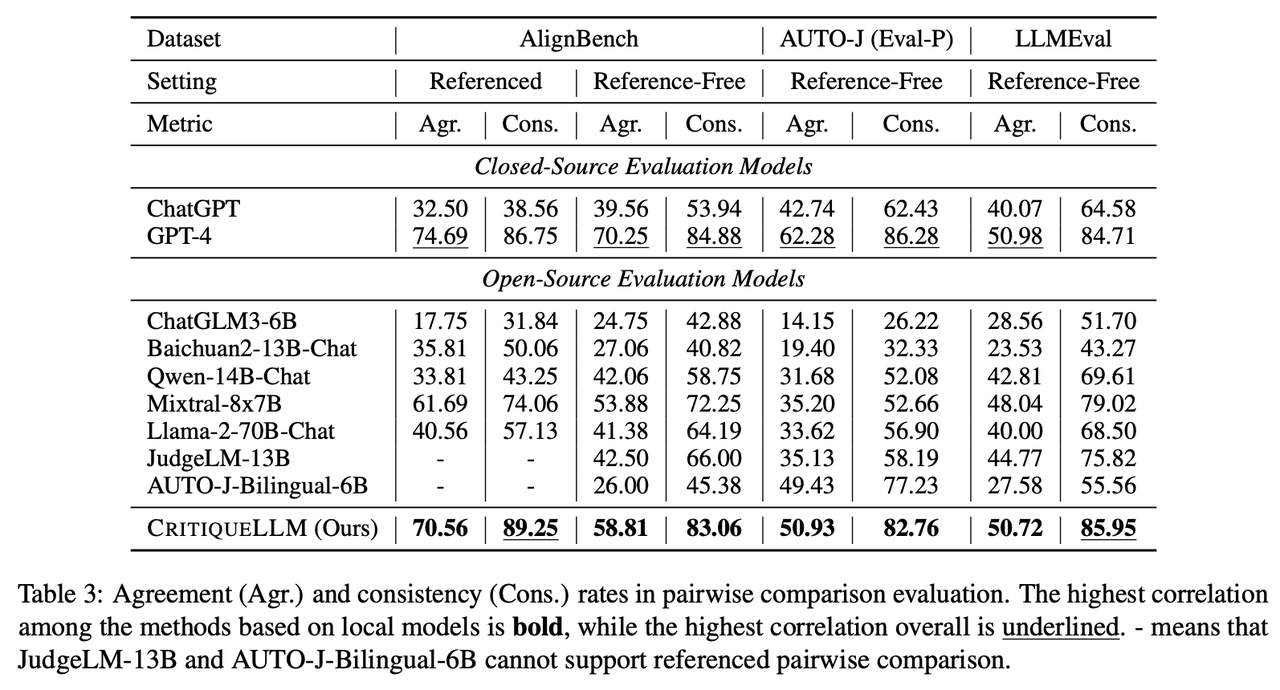 Dataset | AlignBench | AUTO-J (Eval-P) | LLMEval
Setting | Referenced | Reference-Free | Reference-Free | Reference-Free
Metric | Agr. | Cons. | Agr. | Cons. | Agr. | Cons. | Agr. | Cons.
Closed-Source Evaluation Models
ChatGPT | 32.50 | 38.56 | 39.56 | 53.94 | 42.74 | 62.43 | 40.07 | 64.58
GPT-4 | 74.69 | 86.75 | 70.25 | 84.88 | 62.28 | 86.28 | 50.98 | 84.71
Open-Source Evaluation Models
ChatGLM3-6B | 17.75 | 31.84 | 24.75 | 42.88 | 14.15 | 26.22 | 28.56 | 51.70
Baichuan2-13B-Chat | 35.81 | 50.06 | 27.06 | 40.82 | 19.40 | 32.33 | 23.53 | 43.27
Qwen-14B-Chat | 33.81 | 43.25 | 42.06 | 58.75 | 31.68 | 52.08 | 42.81 | 69.61
Mixtral-8x7B | 61.69 | 74.06 | 53.88 | 72.25 | 35.20 | 52.66 | 48.04 | 79.02
Llama-2-70B-Chat | 40.56 | 57.13 | 41.38 | 64.19 | 33.62 | 56.90 | 40.00 | 68.50
JudgeLM-13B | - | - | 42.50 | 66.00 | 35.13 | 58.19 | 44.77 | 75.82
AUTO-J-Bilingual-6B | - | - | 26.00 | 45.38 | 49.43 | 77.23 | 27.58 | 55.56
CRITIQUELLM (Ours) | 70.56 | 89.25 | 58.81 | 83.06 | 50.93 | 82.76 | 50.72 | 85.95
Table 3: Agreement (Agr.) and consistency (Cons.) rates in pairwise comparison evaluation. The highest correlation
among the methods based on local models is bold, while the highest correlation overall is underlined. - means that
JudgeLM-13B and AUTO-J-Bilingual-6B cannot support referenced pairwise comparison.